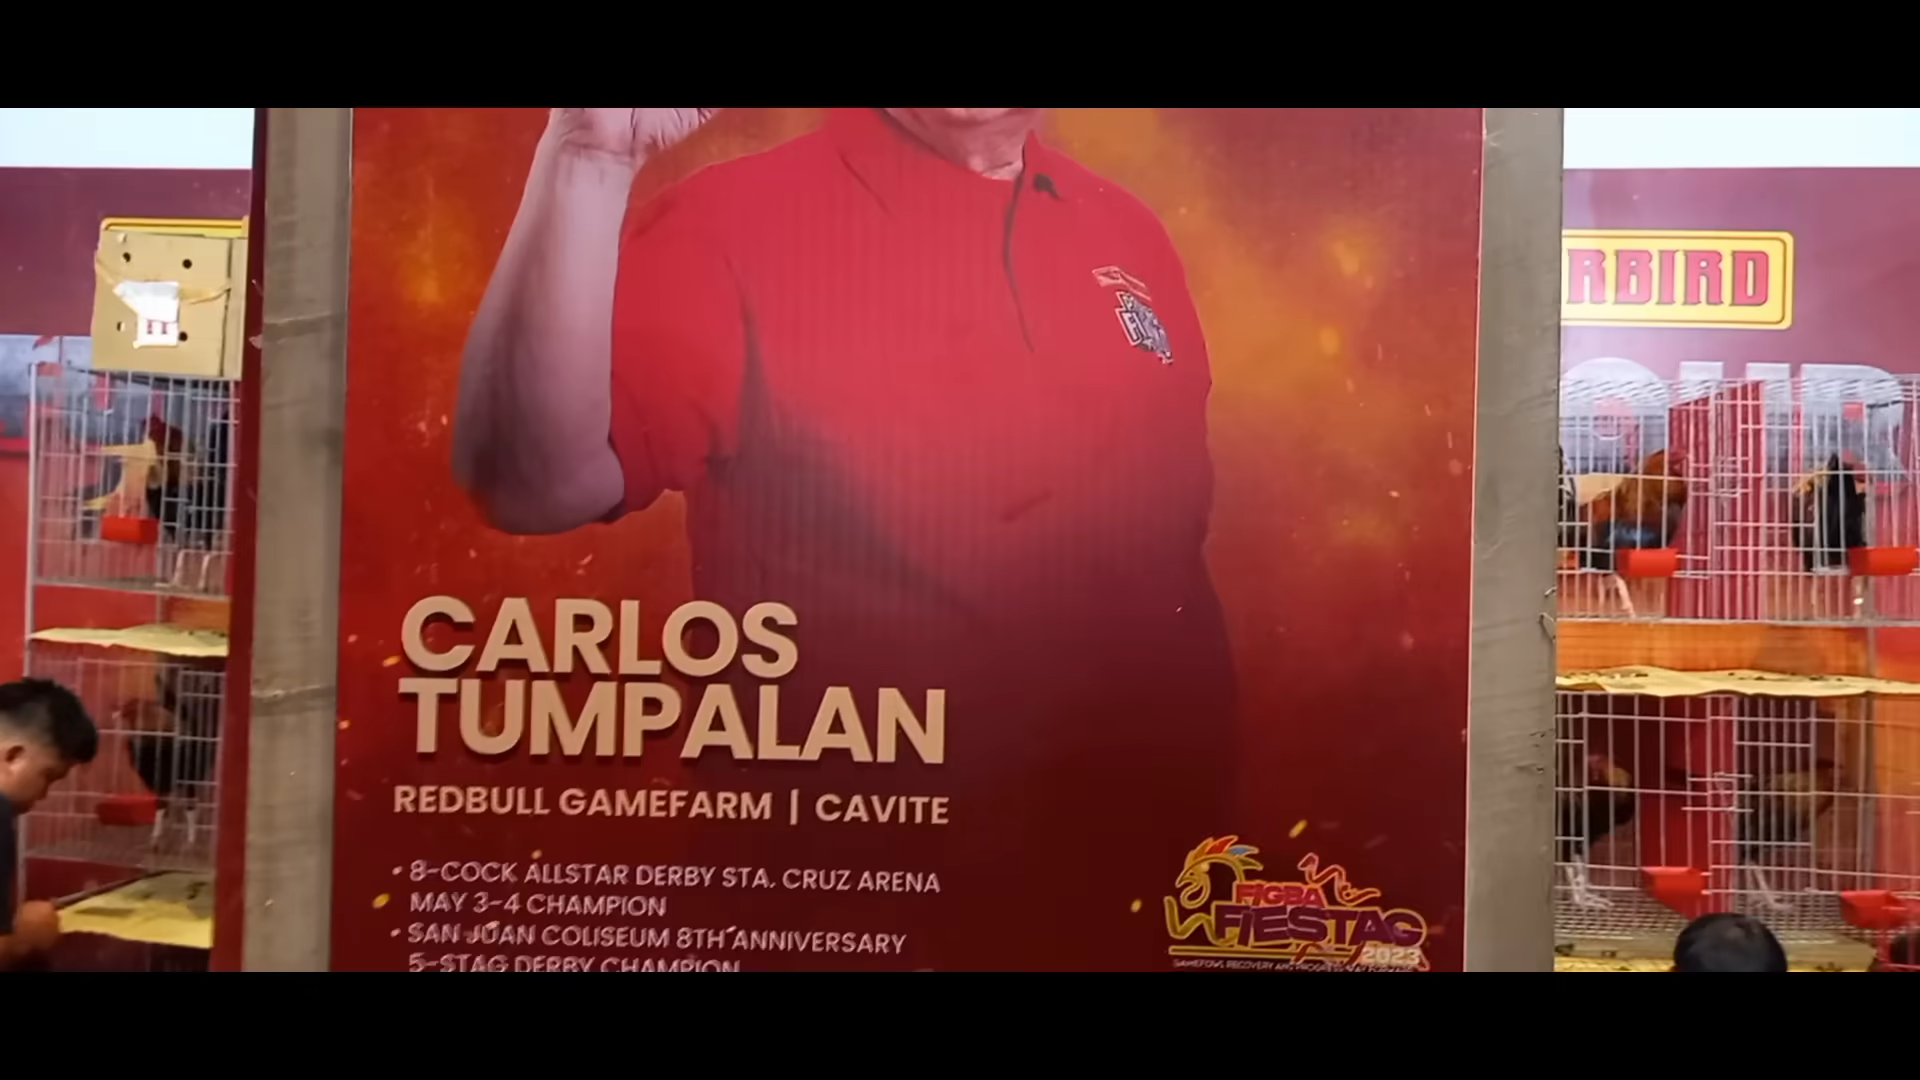 RBIRD
CARLOS
TUMPALAN
REDBULL GAMEFARM | CAVITE
• 8-COCK ALLSTAR DERBY STA. CRUZ ARENA
MAY 3-4 CHAMPION
• SAN JUAN COLISEUM 8TH ANNIVERSARY
5-STAG DERBY CHAMPION
FIGBA
FIESTAG
2023